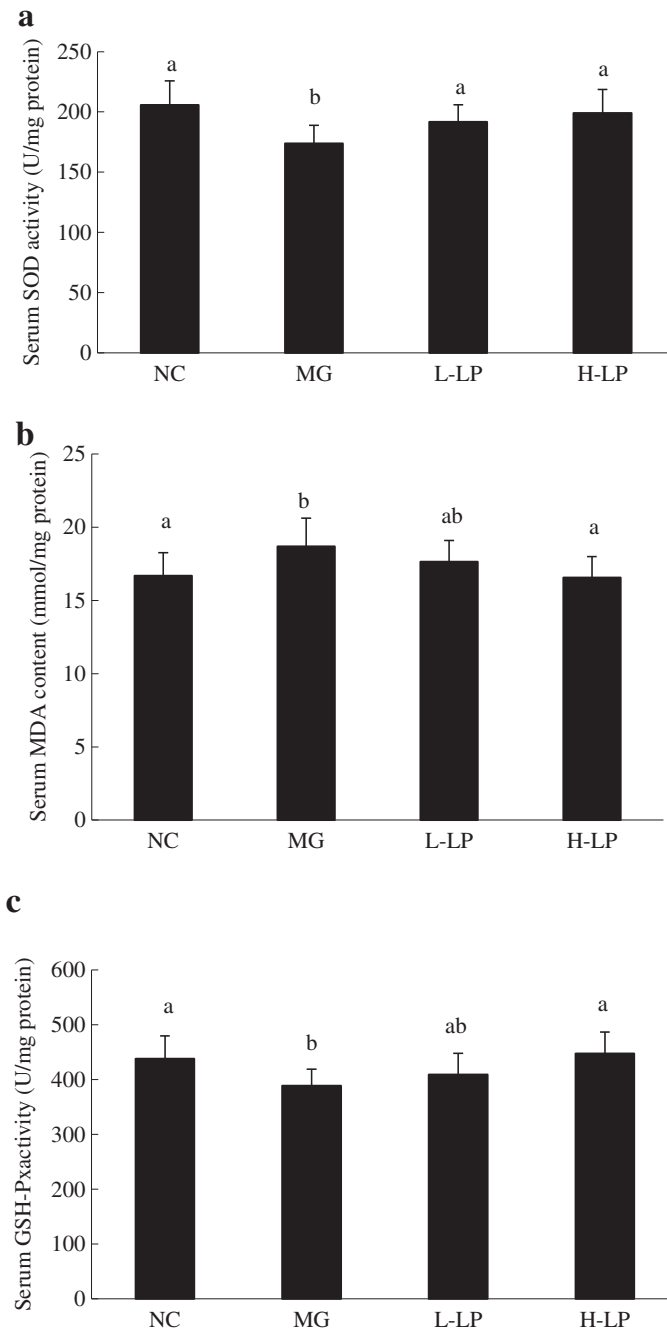 a
Serum SOD activity (U/mg protein)
250
200
150
100
50
0
a
b
a
a
NC MG L-LP H-LP
b
Serum MDA content (mmol/mg protein)
25
20
15
10
5
0
a
b
ab
a
NC MG L-LP H-LP
c
Serum GSH-Pxactivity (U/mg protein)
600
500
400
300
200
100
0
a
b
ab
a
NC MG L-LP H-LP